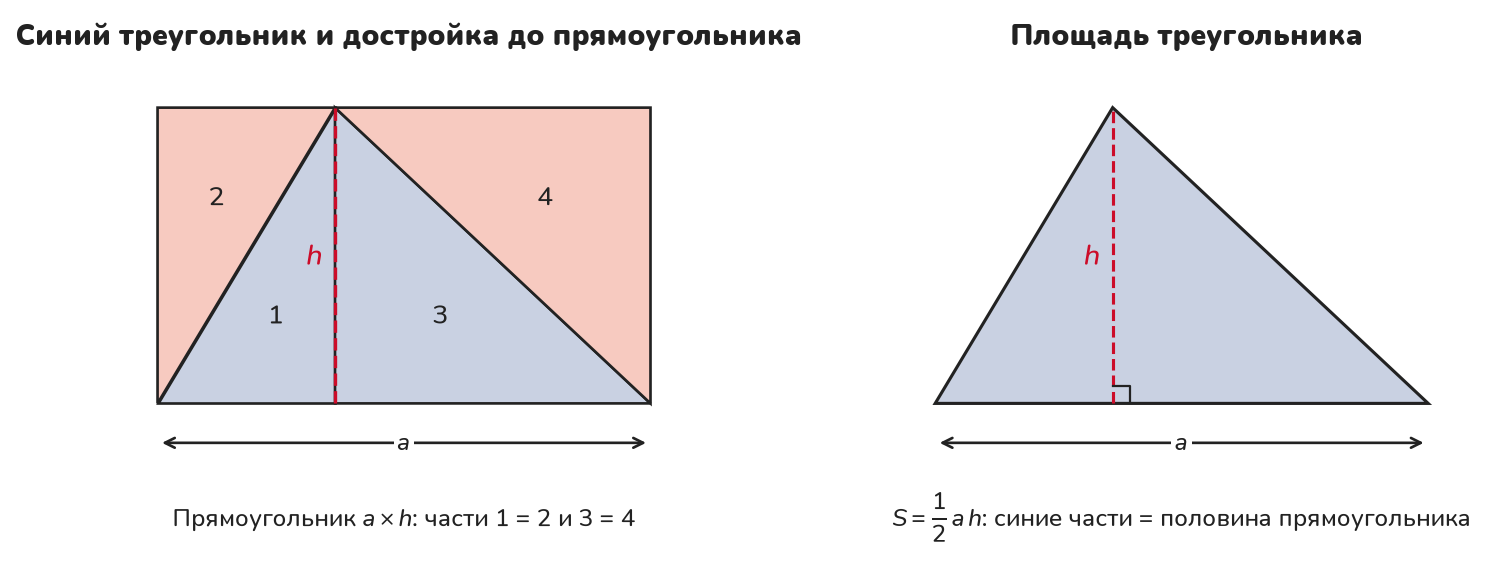 Синий треугольник и достройка до прямоугольника
2
4
h
1
3
a
Прямоугольник a × h: части 1 = 2 и 3 = 4
Площадь треугольника
h
a
S = 1/2 a h: синие части = половина прямоугольника